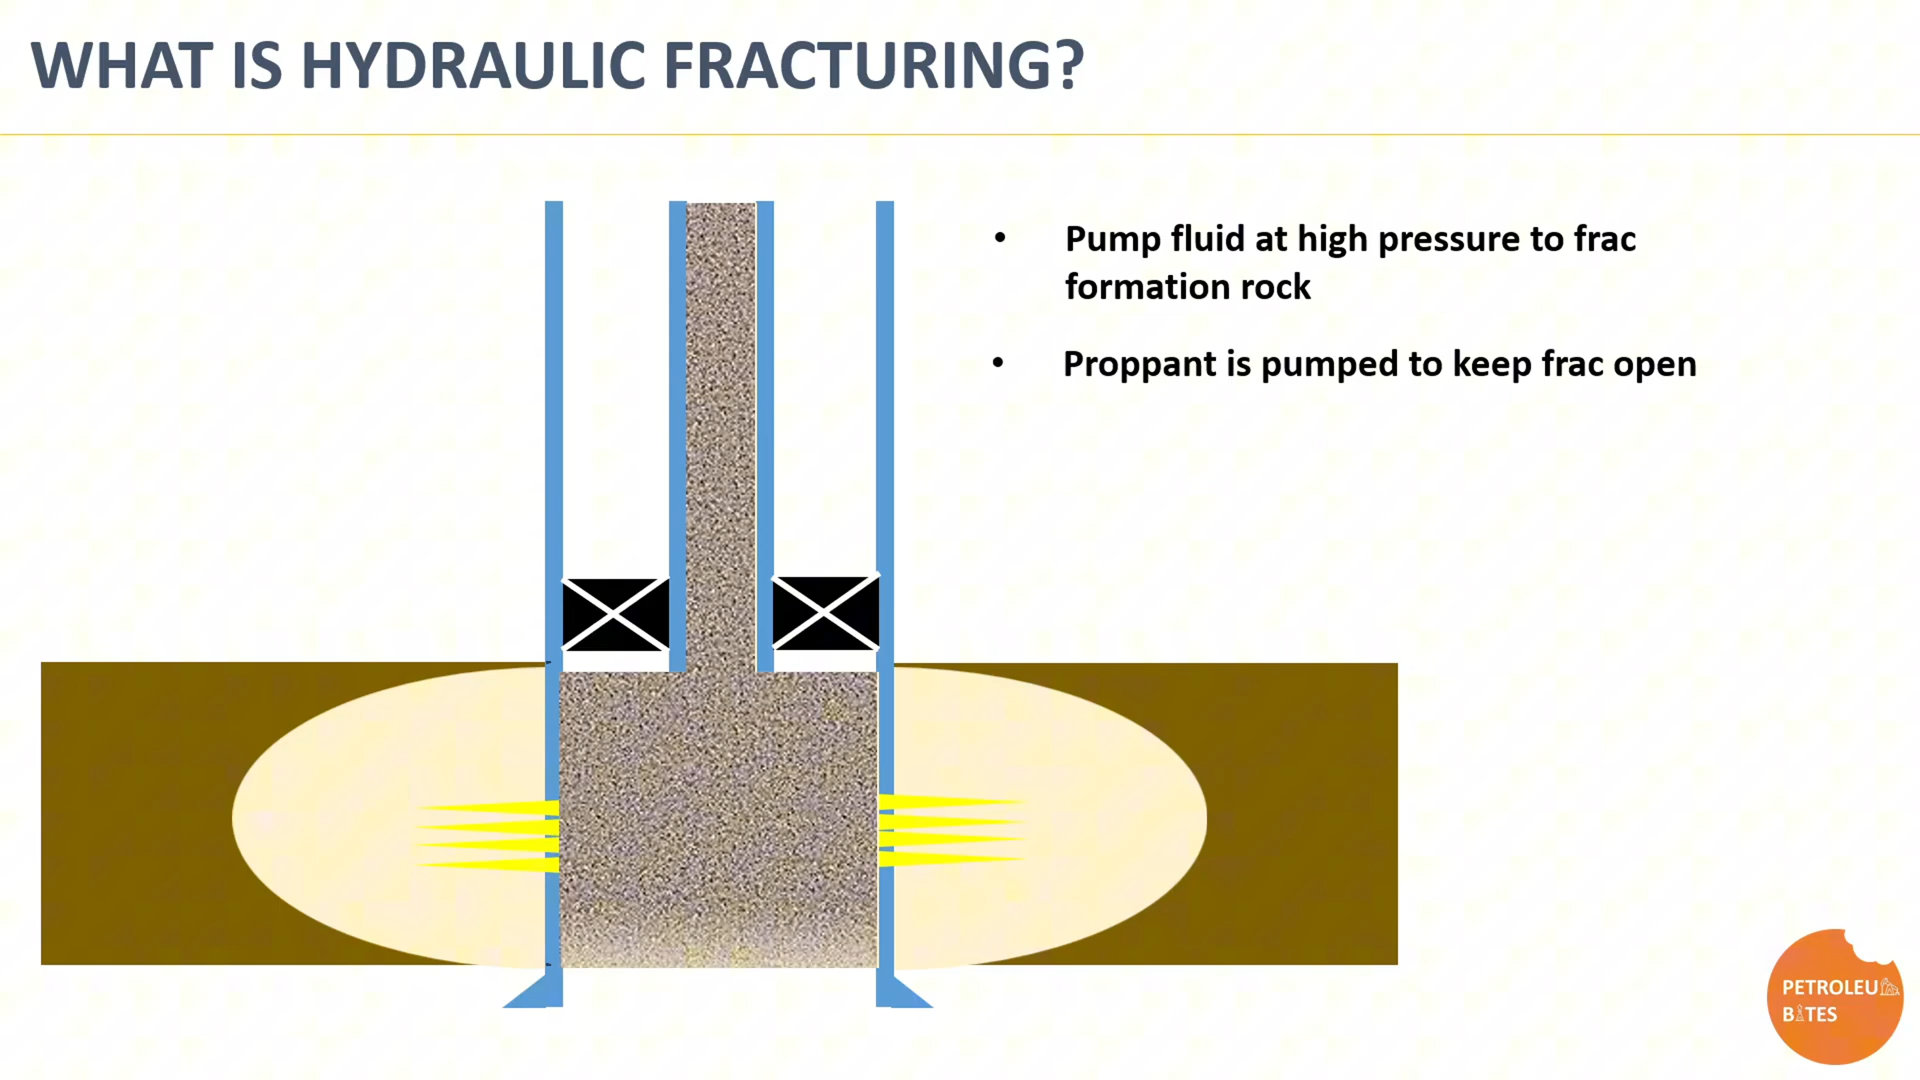 WHAT IS HYDRAULIC FRACTURING?
• Pump fluid at high pressure to frac
formation rock
• Proppant is pumped to keep frac open
PETROLEU
BITES